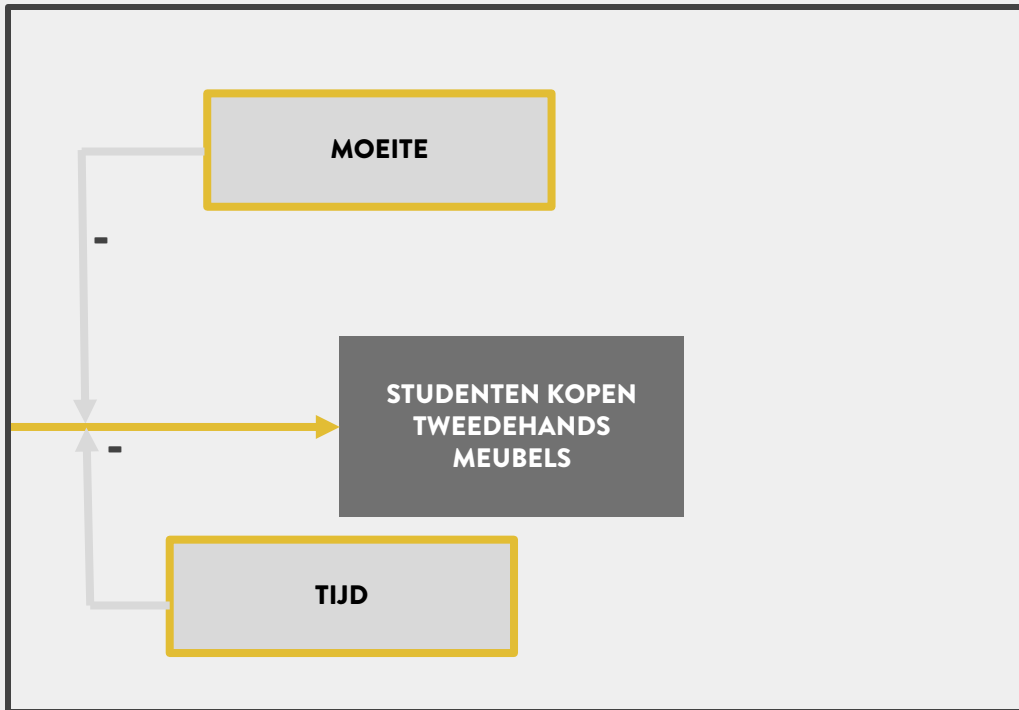 MOEITE
-
STUDENTEN KOPEN
TWEEDEHANDS
MEUBELS
-
TIJD